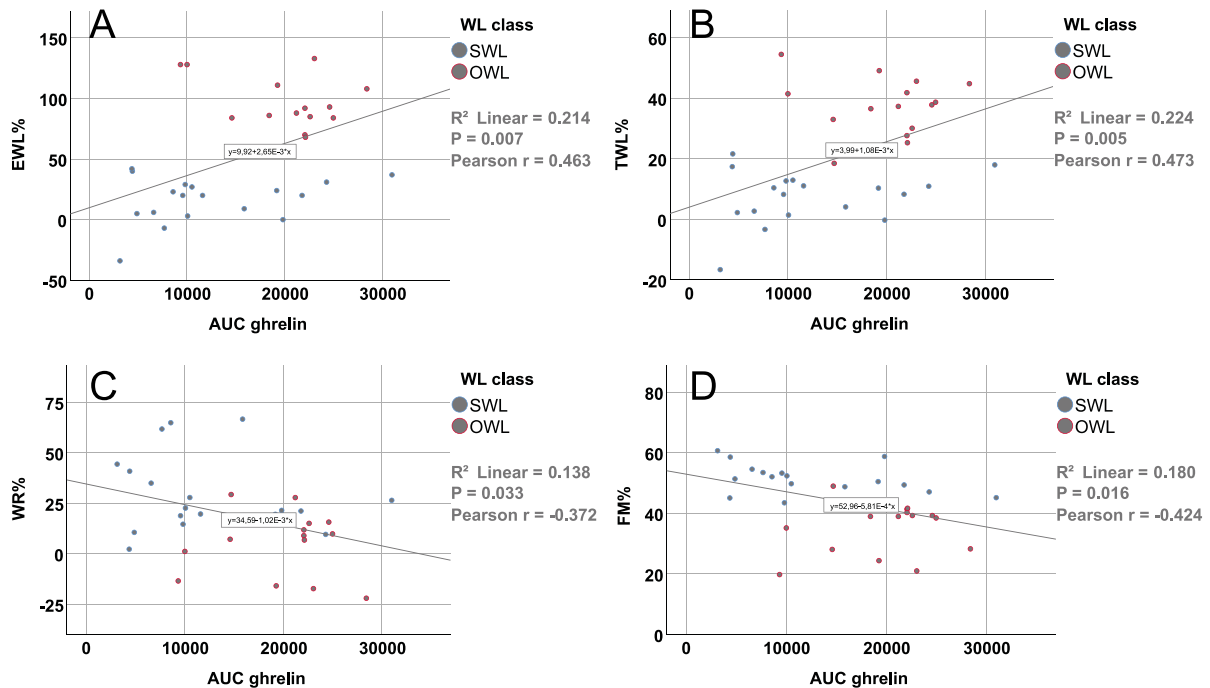 A
WL class
SWL
OWL
R² Linear = 0.214
P = 0.007
Pearson r = 0.463
y=9,92+2,65E-3*x
EWL%
150
100
50
0
-50
0 10000 20000 30000
AUC ghrelin
B
WL class
SWL
OWL
R² Linear = 0.224
P = 0.005
Pearson r = 0.473
y=3,99+1,08E-3*x
TWL%
60
40
20
0
-20
0 10000 20000 30000
AUC ghrelin
C
WL class
SWL
OWL
R² Linear = 0.138
P = 0.033
Pearson r = -0.372
y=34,59-1,02E-3*x
WR%
75
50
25
0
-25
0 10000 20000 30000
AUC ghrelin
D
WL class
SWL
OWL
R² Linear = 0.180
P = 0.016
Pearson r = -0.424
y=52,96-5,81E-4*x
FM%
80
60
40
20
0
0 10000 20000 30000
AUC ghrelin